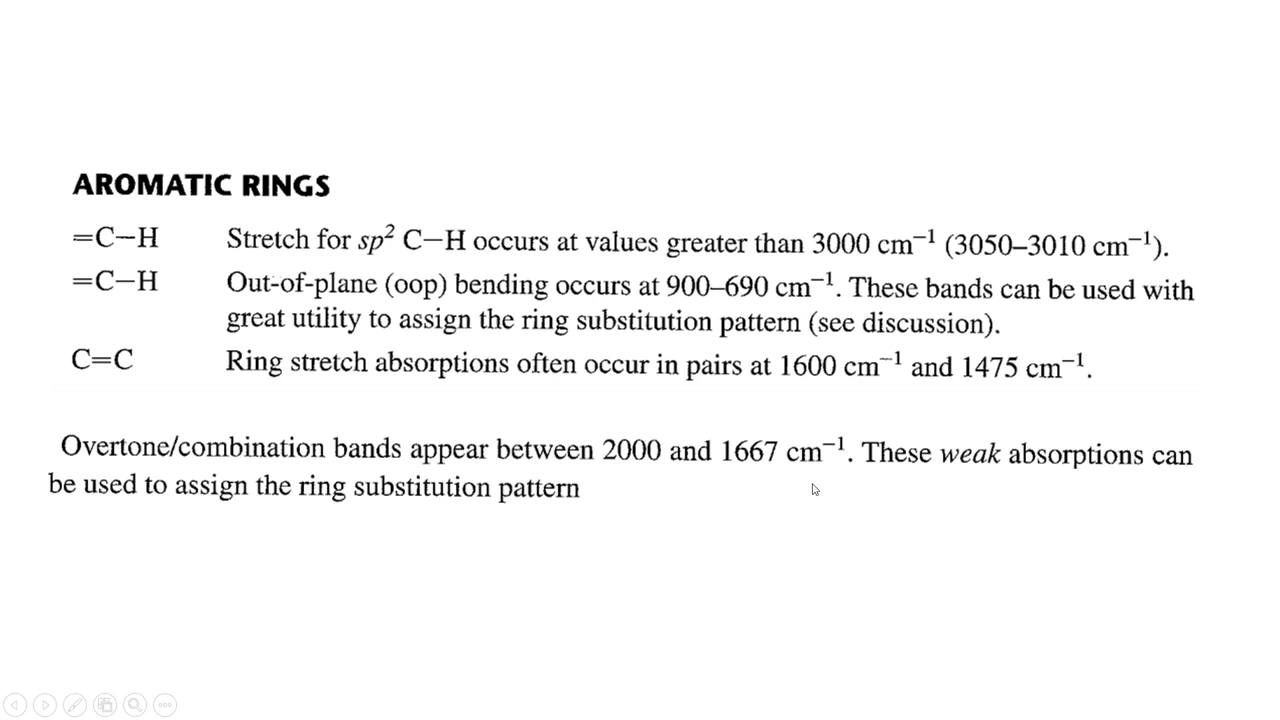 AROMATIC RINGS
=C−H Stretch for sp² C−H occurs at values greater than 3000 cm⁻¹ (3050–3010 cm⁻¹).
=C−H Out-of-plane (oop) bending occurs at 900–690 cm⁻¹. These bands can be used with
great utility to assign the ring substitution pattern (see discussion).
C=C Ring stretch absorptions often occur in pairs at 1600 cm⁻¹ and 1475 cm⁻¹.
Overtone/combination bands appear between 2000 and 1667 cm⁻¹. These weak absorptions can
be used to assign the ring substitution pattern